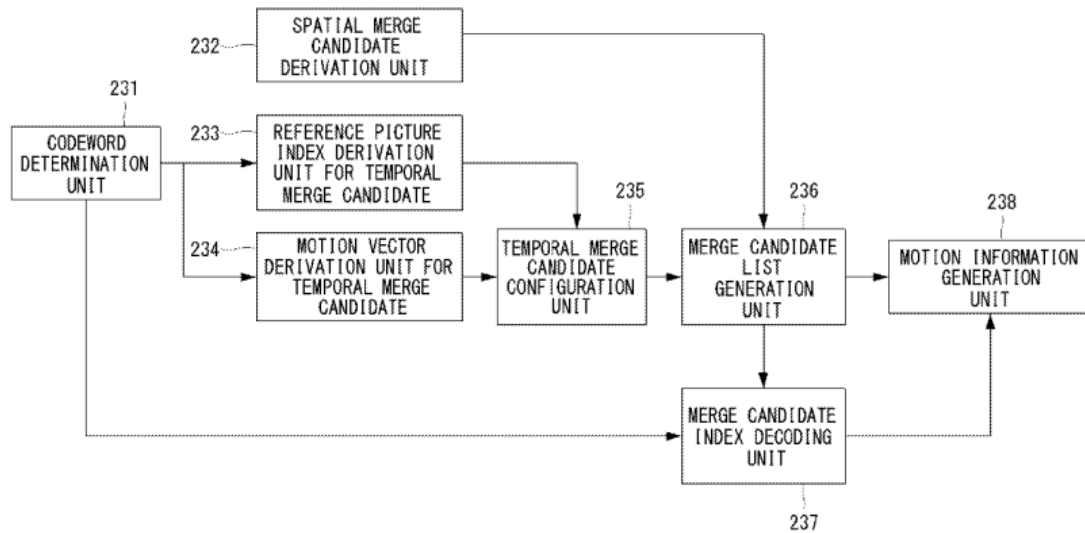 232
SPATIAL MERGE
CANDIDATE
DERIVATION UNIT
231
CODEWORD
DETERMINATION
UNIT
233
REFERENCE PICTURE
INDEX DERIVATION
UNIT FOR TEMPORAL
MERGE CANDIDATE
234
MOTION VECTOR
DERIVATION UNIT FOR
TEMPORAL MERGE
CANDIDATE
235
TEMPORAL MERGE
CANDIDATE
CONFIGURATION
UNIT
236
MERGE CANDIDATE
LIST
GENERATION
UNIT
238
MOTION INFORMATION
GENERATION
UNIT
MERGE CANDIDATE
INDEX DECODING
UNIT
237